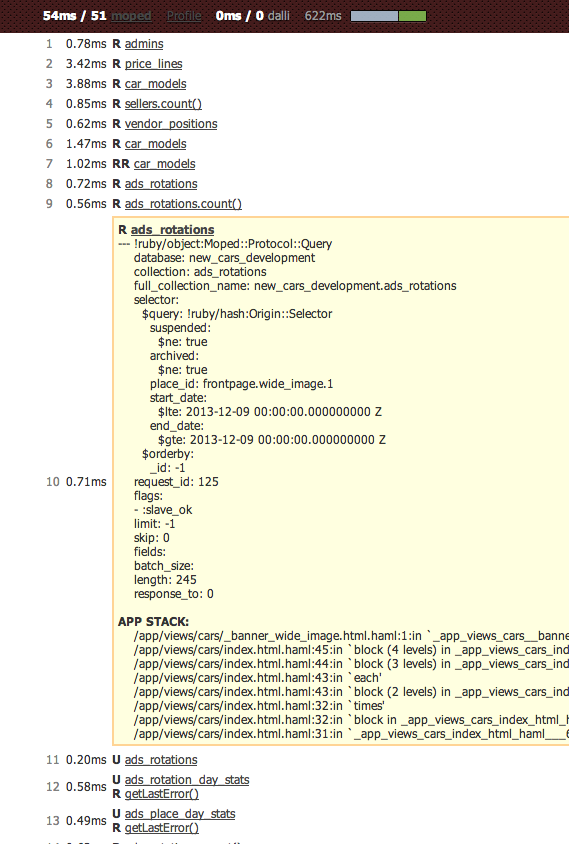 54ms / 51 moped Profile 0ms / 0 dalli 622ms
1 0.78ms R admins
2 3.42ms R price_lines
3 3.88ms R car_models
4 0.85ms R sellers.count()
5 0.62ms R vendor_positions
6 1.47ms R car_models
7 1.02ms RR car_models
8 0.72ms R ads_rotations
9 0.56ms R ads_rotations.count()
R ads_rotations
--- !ruby/object:Moped::Protocol::Query
database: new_cars_development
collection: ads_rotations
full_collection_name: new_cars_development.ads_rotations
selector:
$query: !ruby/hash:Origin::Selector
suspended:
$ne: true
archived:
$ne: true
place_id: frontpage.wide_image.1
start_date:
$lte: 2013-12-09 00:00:00.000000000 Z
end_date:
$gte: 2013-12-09 00:00:00.000000000 Z
$orderby:
_id: -1
10 0.71ms request_id: 125
flags:
- :slave_ok
limit: -1
skip: 0
fields:
batch_size:
length: 245
response_to: 0
APP STACK:
/app/views/cars/_banner_wide_image.html.haml:1:in `_app_views_cars__banne
/app/views/cars/index.html.haml:45:in `block (4 levels) in _app_views_cars_ind
/app/views/cars/index.html.haml:44:in `block (3 levels) in _app_views_cars_ind
/app/views/cars/index.html.haml:43:in `each'
/app/views/cars/index.html.haml:43:in `block (2 levels) in _app_views_cars_ind
/app/views/cars/index.html.haml:32:in `times'
/app/views/cars/index.html.haml:32:in `block in _app_views_cars_index_html_h
/app/views/cars/index.html.haml:31:in `_app_views_cars_index_html_haml___6
11 0.20ms U ads_rotations
12 0.58ms U ads_rotation_day_stats
R getLastError()
13 0.49ms U ads_place_day_stats
R getLastError()